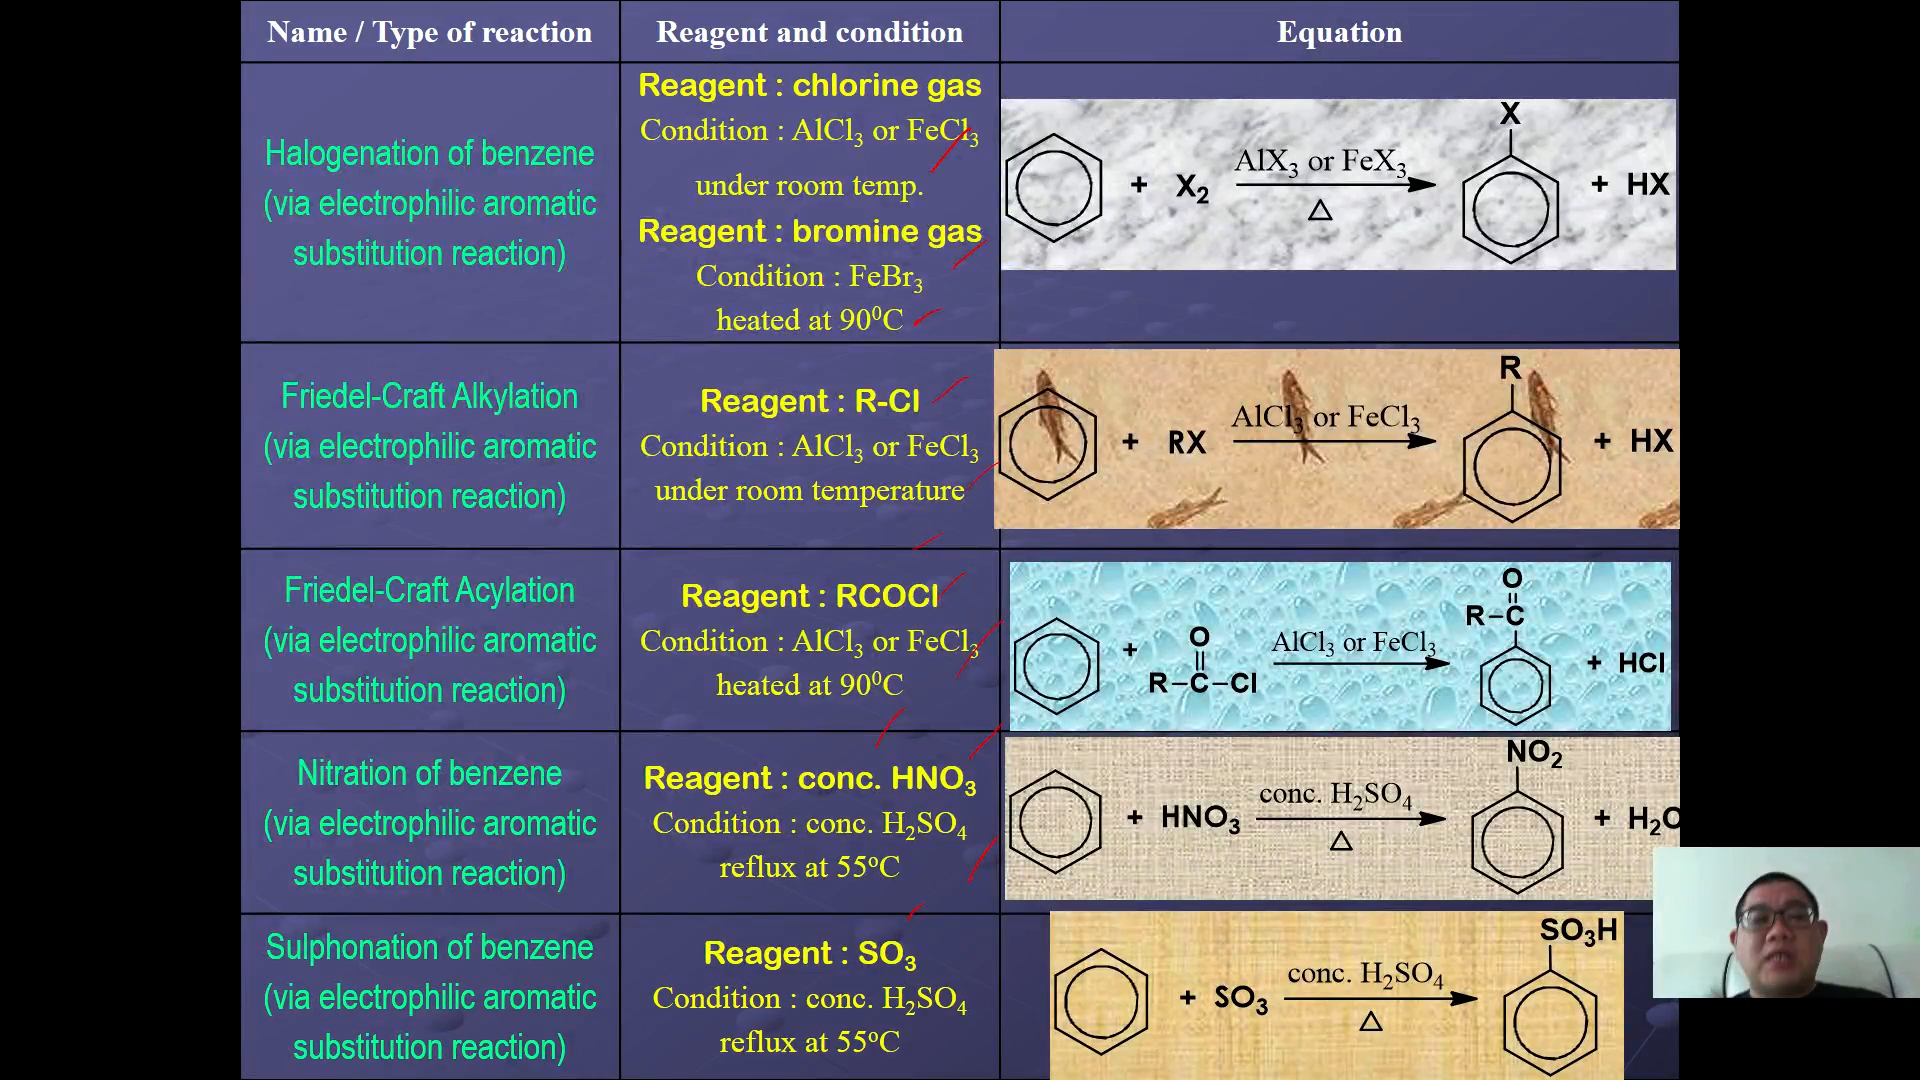 Name / Type of reaction
Reagent and condition
Equation
Halogenation of benzene
(via electrophilic aromatic
substitution reaction)
Reagent : chlorine gas
Condition : AlCl3 or FeCl3
under room temp.
Reagent : bromine gas
Condition : FeBr3
heated at 90⁰C
+ X2
AlX3 or FeX3
△
X
+ HX
Friedel-Craft Alkylation
(via electrophilic aromatic
substitution reaction)
Reagent : R-Cl
Condition : AlCl3 or FeCl3
under room temperature
+ RX
AlCl3 or FeCl3
R
+ HX
Friedel-Craft Acylation
(via electrophilic aromatic
substitution reaction)
Reagent : RCOCl
Condition : AlCl3 or FeCl3
heated at 90⁰C
+
O
R–C–Cl
AlCl3 or FeCl3
O
R–C
+ HCl
Nitration of benzene
(via electrophilic aromatic
substitution reaction)
Reagent : conc. HNO3
Condition : conc. H2SO4
reflux at 55ºC
+ HNO3
conc. H2SO4
△
NO2
+ H2O
Sulphonation of benzene
(via electrophilic aromatic
substitution reaction)
Reagent : SO3
Condition : conc. H2SO4
reflux at 55ºC
+ SO3
conc. H2SO4
△
SO3H